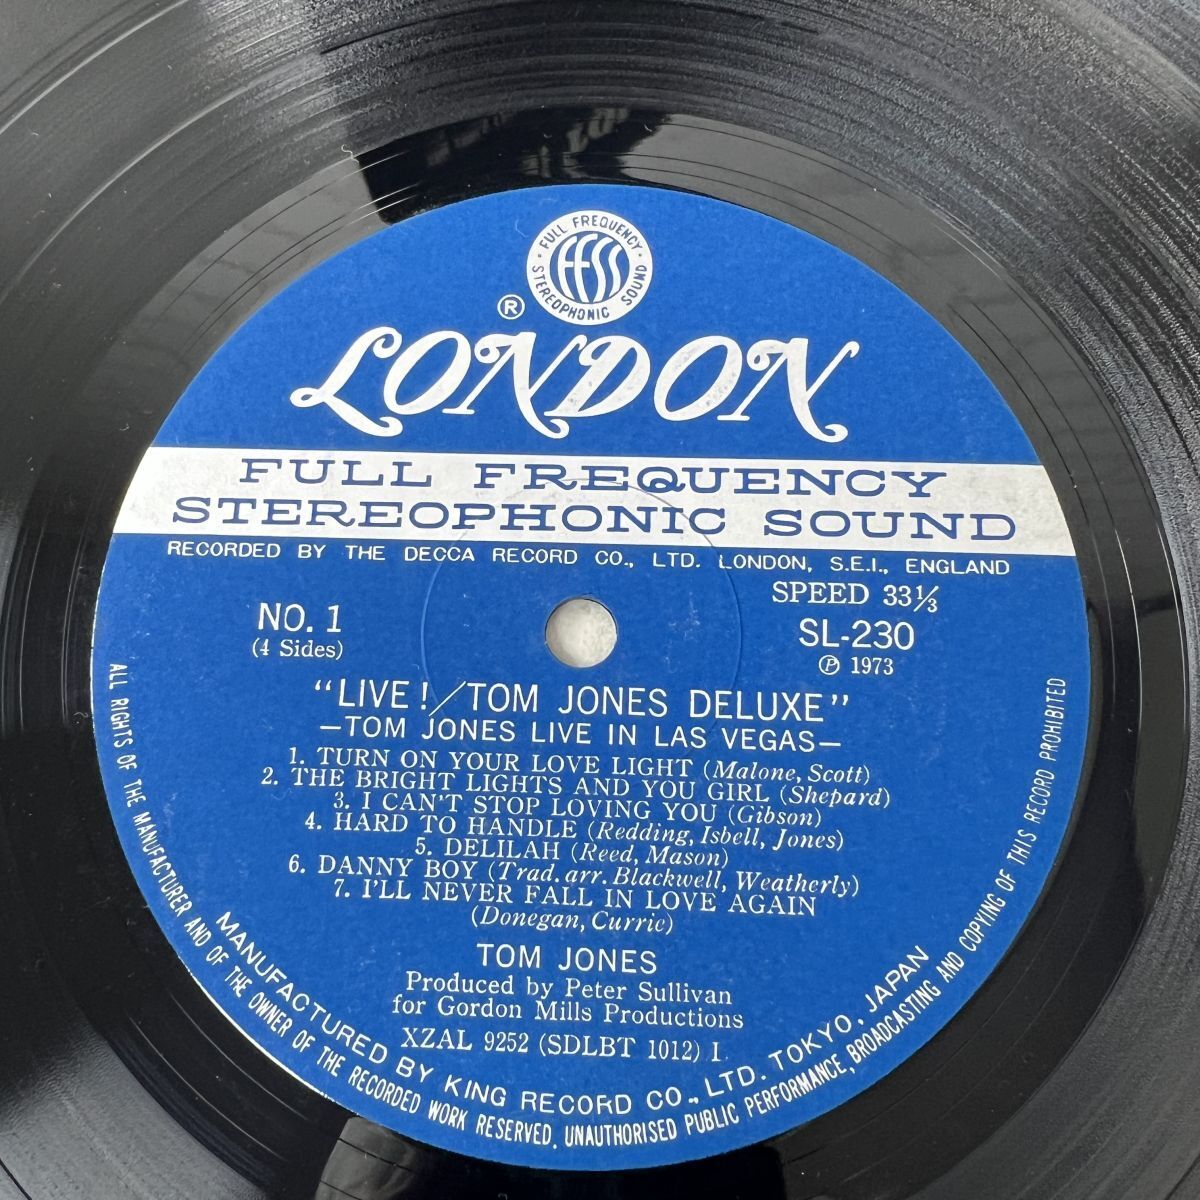 FULL FREQUENCY
FFSS
STEREOPHONIC SOUND
®
LONDON
FULL FREQUENCY
STEREOPHONIC SOUND
RECORDED BY THE DECCA RECORD CO., LTD. LONDON, S.E.I., ENGLAND
SPEED 33⅓
NO. 1
SL-230
(4 Sides)
℗ 1973
"LIVE!/TOM JONES DELUXE"
—TOM JONES LIVE IN LAS VEGAS—
1. TURN ON YOUR LOVE LIGHT (Malone, Scott)
2. THE BRIGHT LIGHTS AND YOU GIRL (Shepard)
3. I CAN'T STOP LOVING YOU (Gibson)
4. HARD TO HANDLE (Redding, Isbell, Jones)
5. DELILAH (Reed, Mason)
6. DANNY BOY (Trad. arr. Blackwell, Weatherly)
7. I'LL NEVER FALL IN LOVE AGAIN
(Donegan, Curric)
TOM JONES
Produced by Peter Sullivan
for Gordon Mills Productions
XZAL 9252 (SDLBT 1012) I
MANUFACTURED BY KING RECORD CO., LTD. TOKYO, JAPAN
ALL RIGHTS OF THE MANUFACTURER AND OF THE OWNER OF THE RECORDED WORK RESERVED. UNAUTHORISED PUBLIC PERFORMANCE, BROADCASTING AND COPYING OF THIS RECORD PROHIBITED